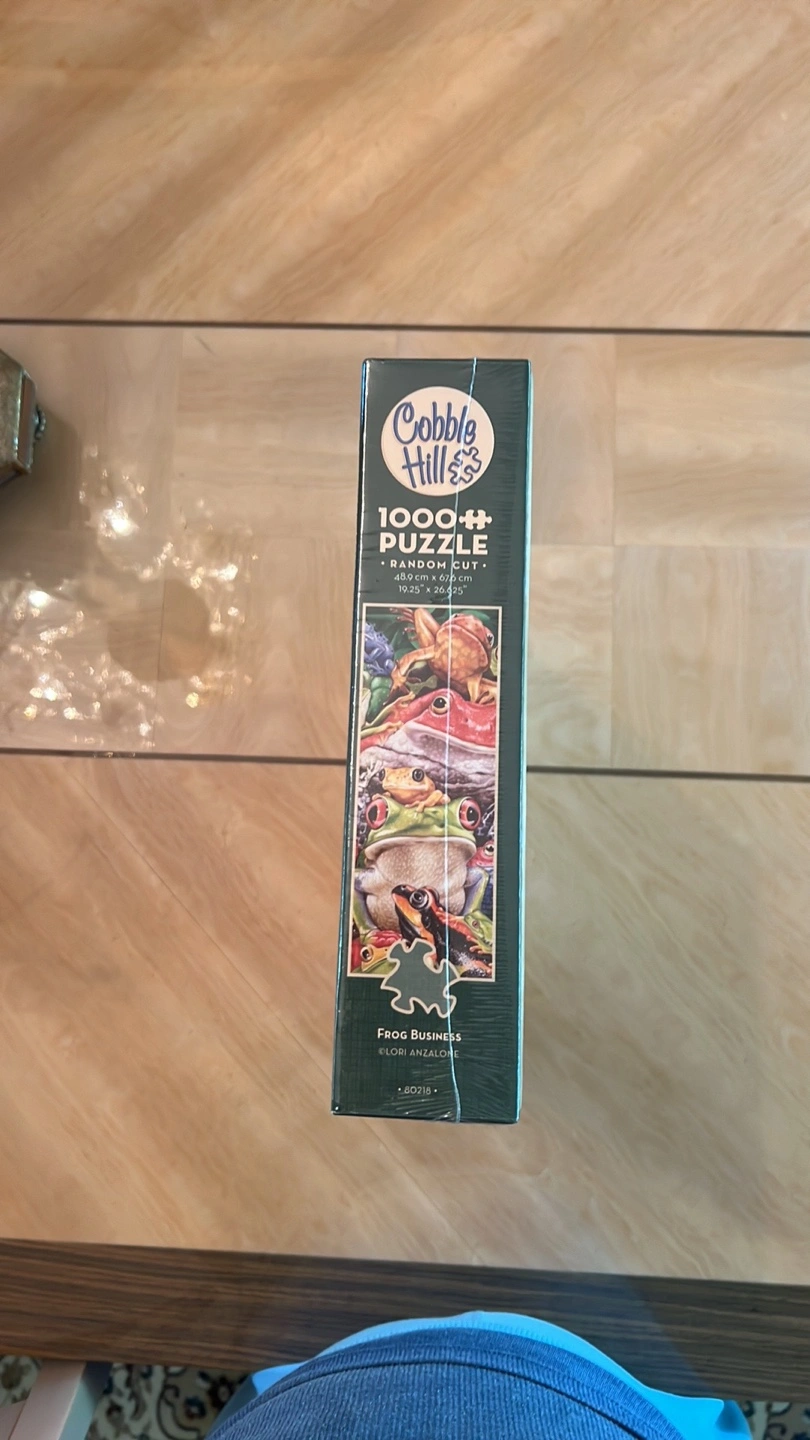 Cobble
Hill
1000
PUZZLE
• RANDOM CUT •
48.9 cm x 67.6 cm
19.25" x 26.625"
FROG BUSINESS
©LORI ANZALONE
• 80218 •